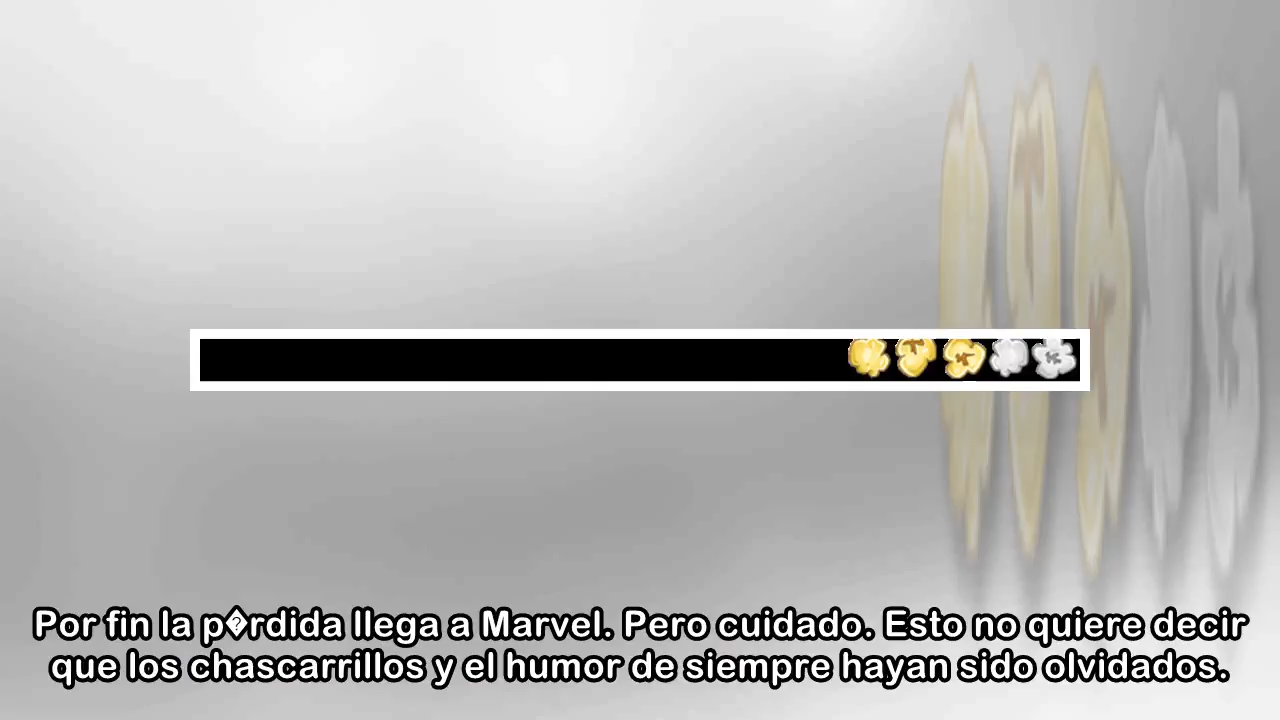 Por fin la p�rdida llega a Marvel. Pero cuidado. Esto no quiere decir
que los chascarrillos y el humor de siempre hayan sido olvidados.